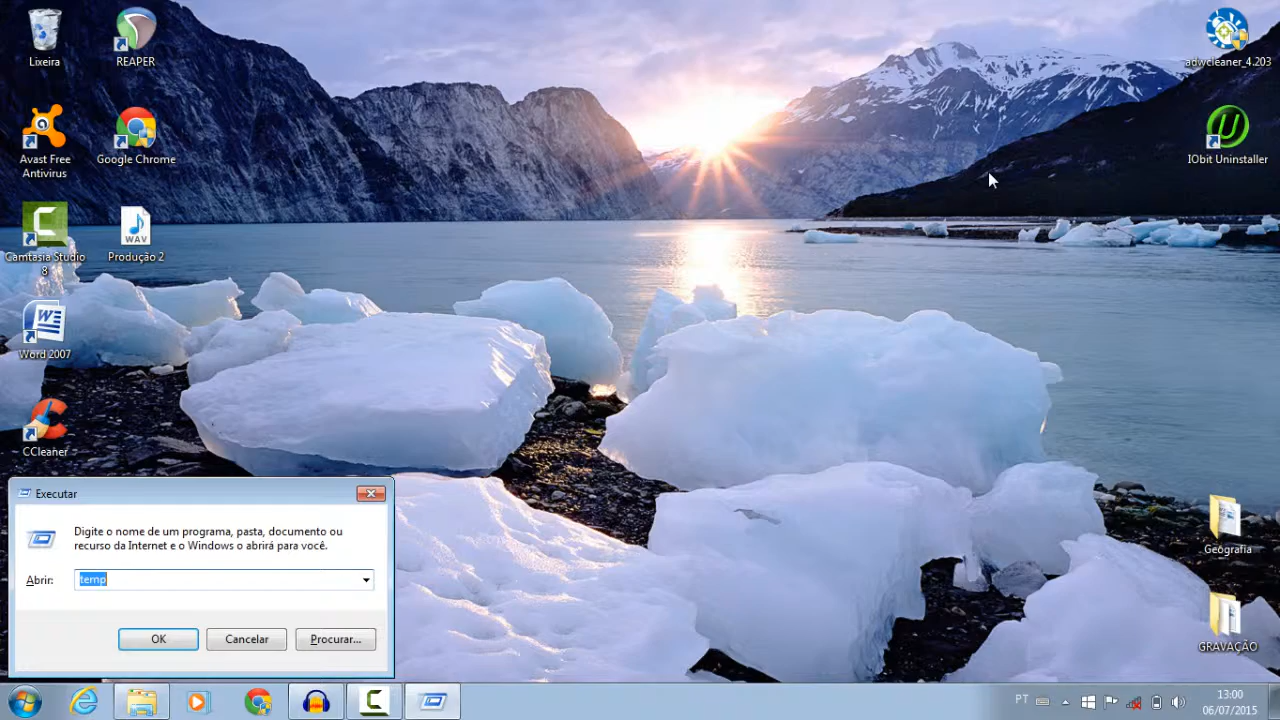 Lixeira
REAPER
adwcleaner_4.203
Avast Free
Antivirus
Google Chrome
IObit Uninstaller
Camtasia Studio
8
WAV
Produção 2
Word 2007
CCleaner
Executar
Digite o nome de um programa, pasta, documento ou
recurso da Internet e o Windows o abrirá para você.
Abrir: temp
OK Cancelar Procurar...
Geografia
GRAVAÇÃO
PT
13:00
06/07/2015